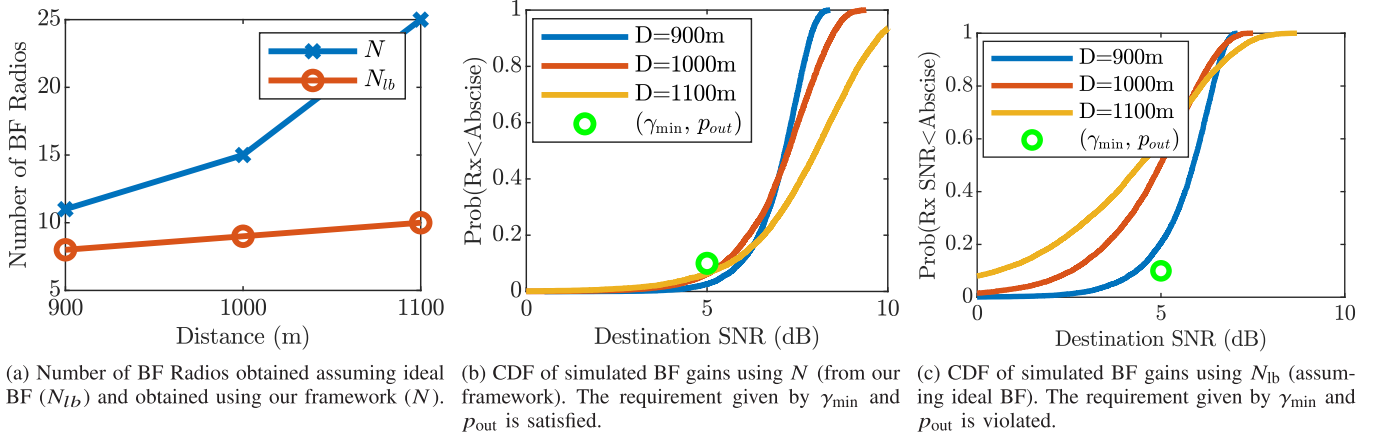 25
20
15
10
5
Number of BF Radios
N
N_lb
900
1000
1100
Distance (m)
(a) Number of BF Radios obtained assuming ideal
BF (N_lb) and obtained using our framework (N).
1
0.8
0.6
0.4
0.2
0
Prob(Rx<Abscise)
D=900m
D=1000m
D=1100m
(γ_min, p_out)
0
5
10
Destination SNR (dB)
(b) CDF of simulated BF gains using N (from our
framework). The requirement given by γ_min and
p_out is satisfied.
1
0.8
0.6
0.4
0.2
0
Prob(Rx SNR<Abscise)
D=900m
D=1000m
D=1100m
(γ_min, p_out)
0
5
10
Destination SNR (dB)
(c) CDF of simulated BF gains using N_lb (assum-
ing ideal BF). The requirement given by γ_min and
p_out is violated.